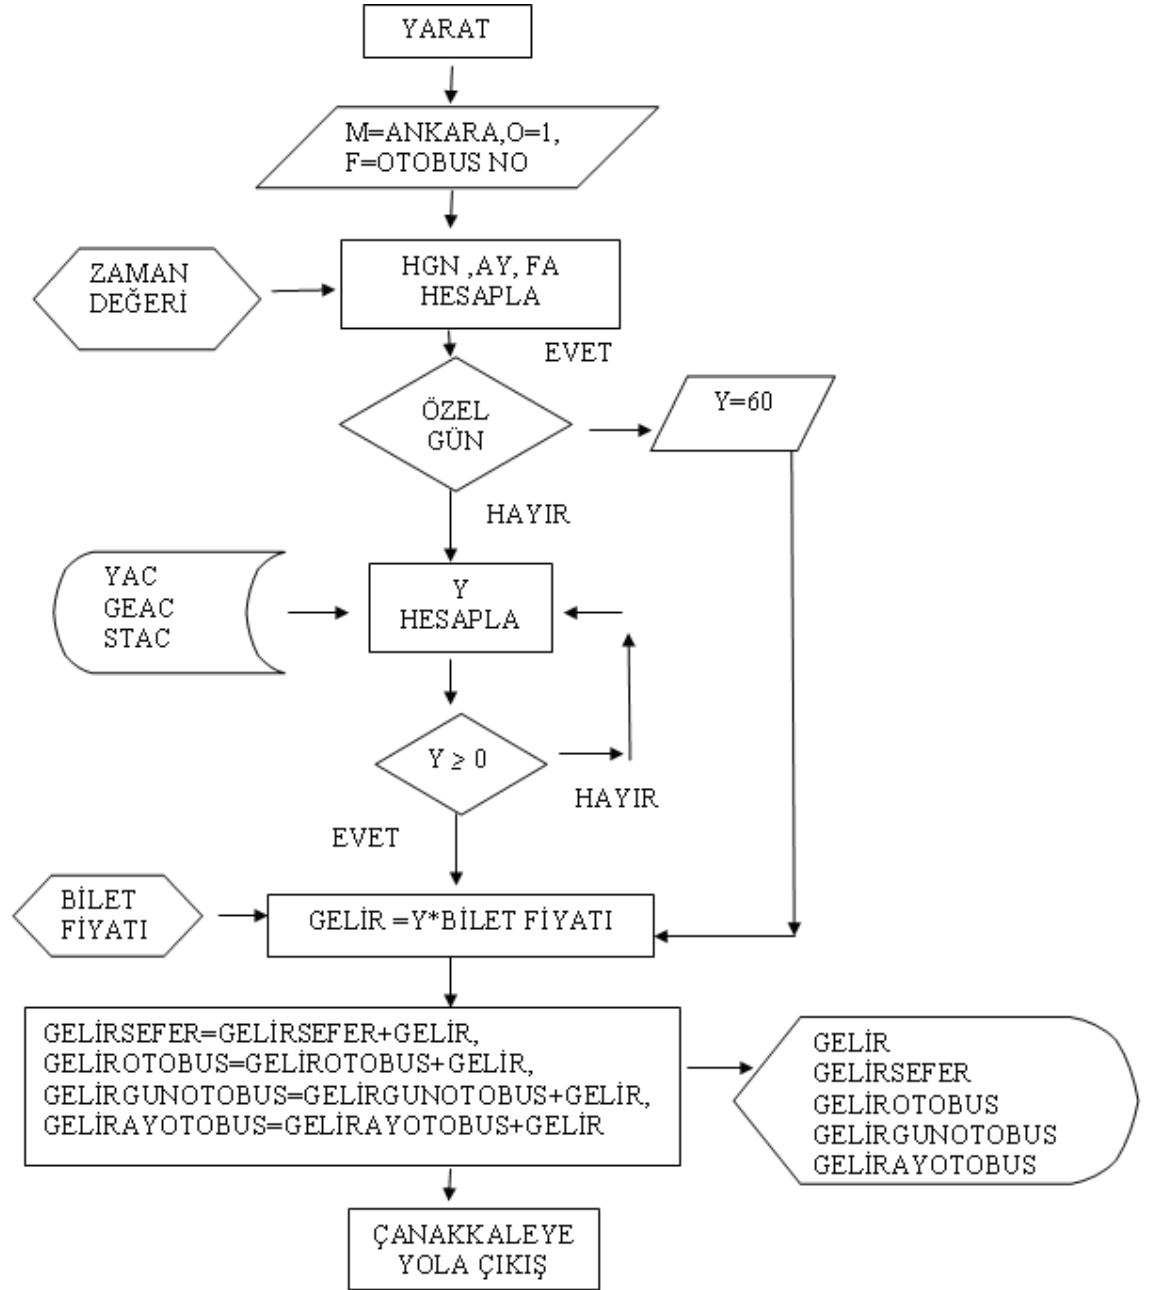 YARAT
M=ANKARA,O=1,
F=OTOBUS NO
ZAMAN
DEĞERİ
HGN ,AY, FA
HESAPLA
EVET
ÖZEL
GÜN
Y=60
HAYIR
YAC
GEAC
STAC
Y
HESAPLA
Y ≥ 0
HAYIR
EVET
BİLET
FİYATI
GELİR =Y*BİLET FİYATI
GELİRSEFER=GELİRSEFER+GELİR,
GELİROTOBUS=GELİROTOBUS+GELİR,
GELİRGUNOTOBUS=GELİRGUNOTOBUS+GELİR,
GELİRAYOTOBUS=GELİRAYOTOBUS+GELİR
GELİR
GELİRSEFER
GELİROTOBUS
GELİRGUNOTOBUS
GELİRAYOTOBUS
ÇANAKKALEYE
YOLA ÇIKIŞ